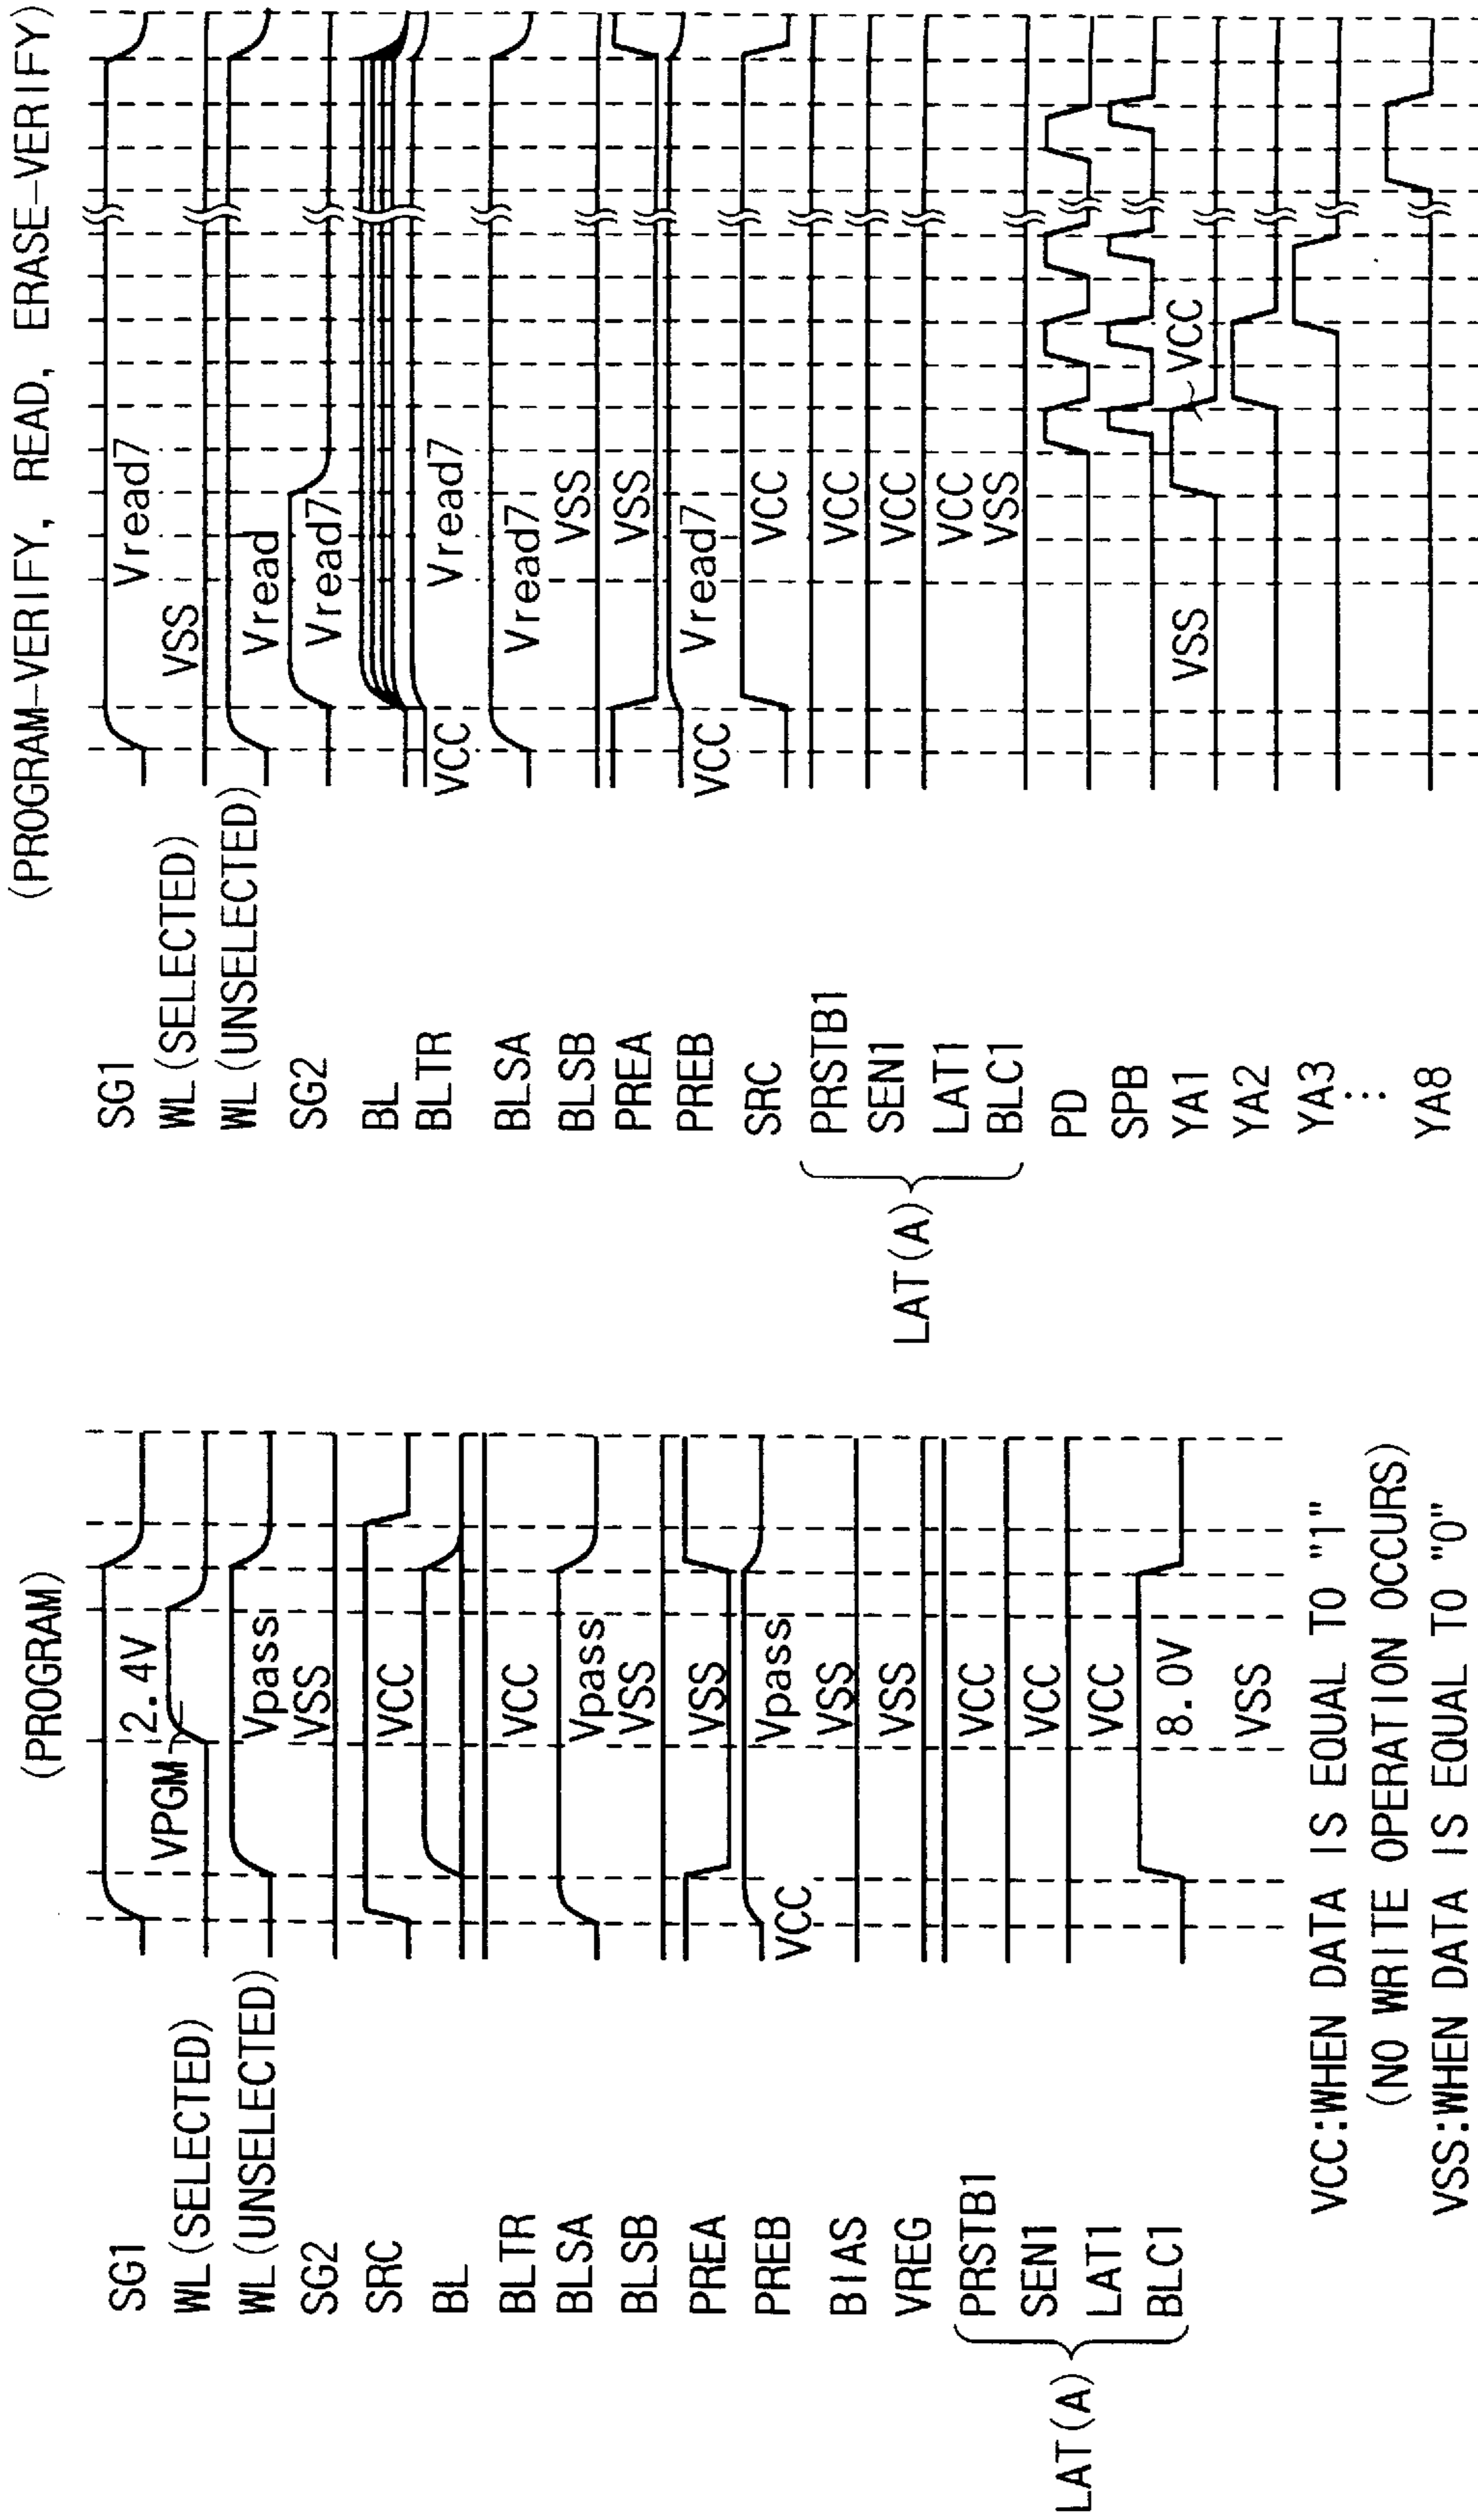 (PROGRAM)
SG1
2.4V
WL(SELECTED)
VPGM
WL(UNSELECTED)
Vpass
SG2
VSS
SRC
VCC
BL
BLTR
VCC
BLSA
Vpass
BLSB
VSS
PREA
VSS
PREB
VCC
Vpass
BIAS
VSS
VREG
VSS
LAT(A)
PRSTB1
VCC
SEN1
VCC
LAT1
VCC
BLC1
8.0V
VSS
VCC:WHEN DATA IS EQUAL TO "1"
(NO WRITE OPERATION OCCURS)
VSS:WHEN DATA IS EQUAL TO "0"
(PROGRAM-VERIFY, READ, ERASE-VERIFY)
SG1
Vread7
WL(SELECTED)
VSS
WL(UNSELECTED)
Vread
SG2
Vread7
BL
BLTR
VCC
Vread7
BLSA
Vread7
BLSB
VSS
PREA
VSS
PREB
VCC
Vread7
SRC
VCC
LAT(A)
PRSTB1
VCC
SEN1
VCC
LAT1
VCC
BLC1
VSS
PD
SPB
YA1
VSS
VCC
YA2
YA3
⋮
YA8